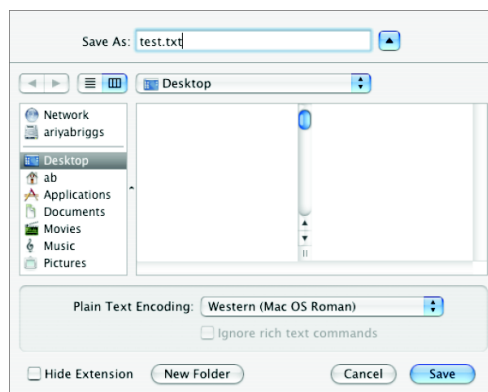 Save As: test.txt
Desktop
Network
ariyabriggs
Desktop
ab
Applications
Documents
Movies
Music
Pictures
Plain Text Encoding: Western (Mac OS Roman)
Ignore rich text commands
Hide Extension New Folder Cancel Save